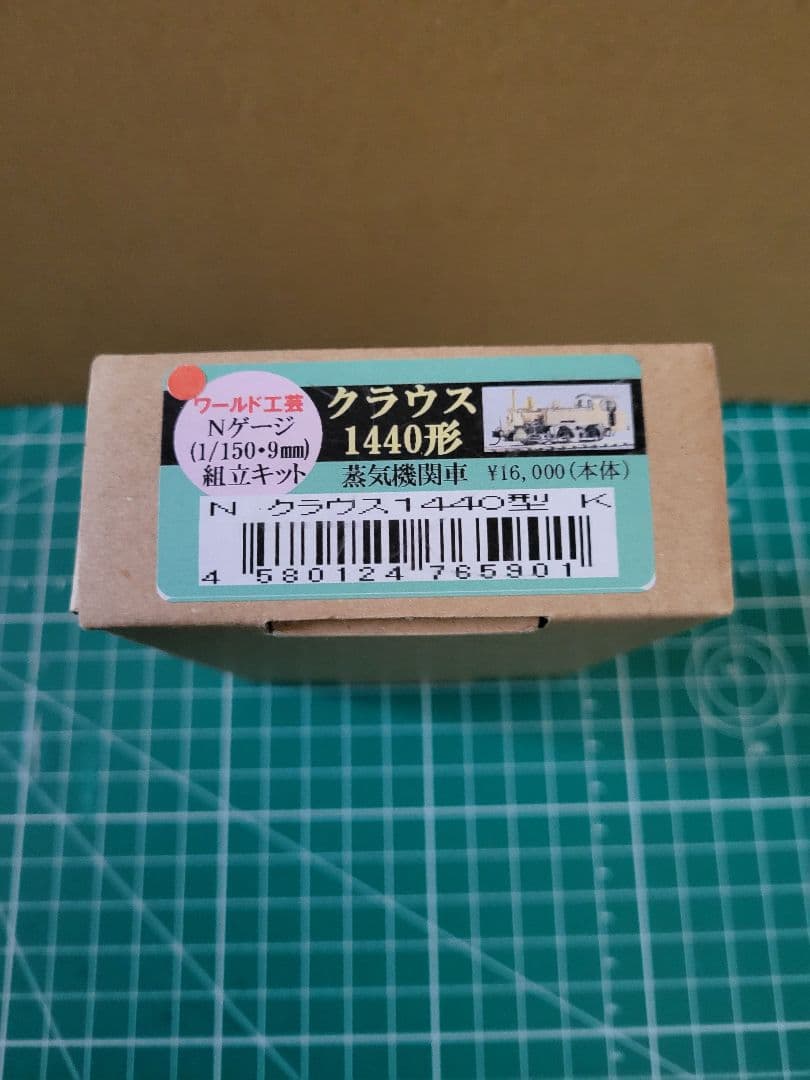 ワールド工芸
Nゲージ
(1/150・9㎜)
組立キット
クラウス
1440形
蒸気機関車 ¥16,000(本体)
N クラウス1440型 K
4 580124 765901